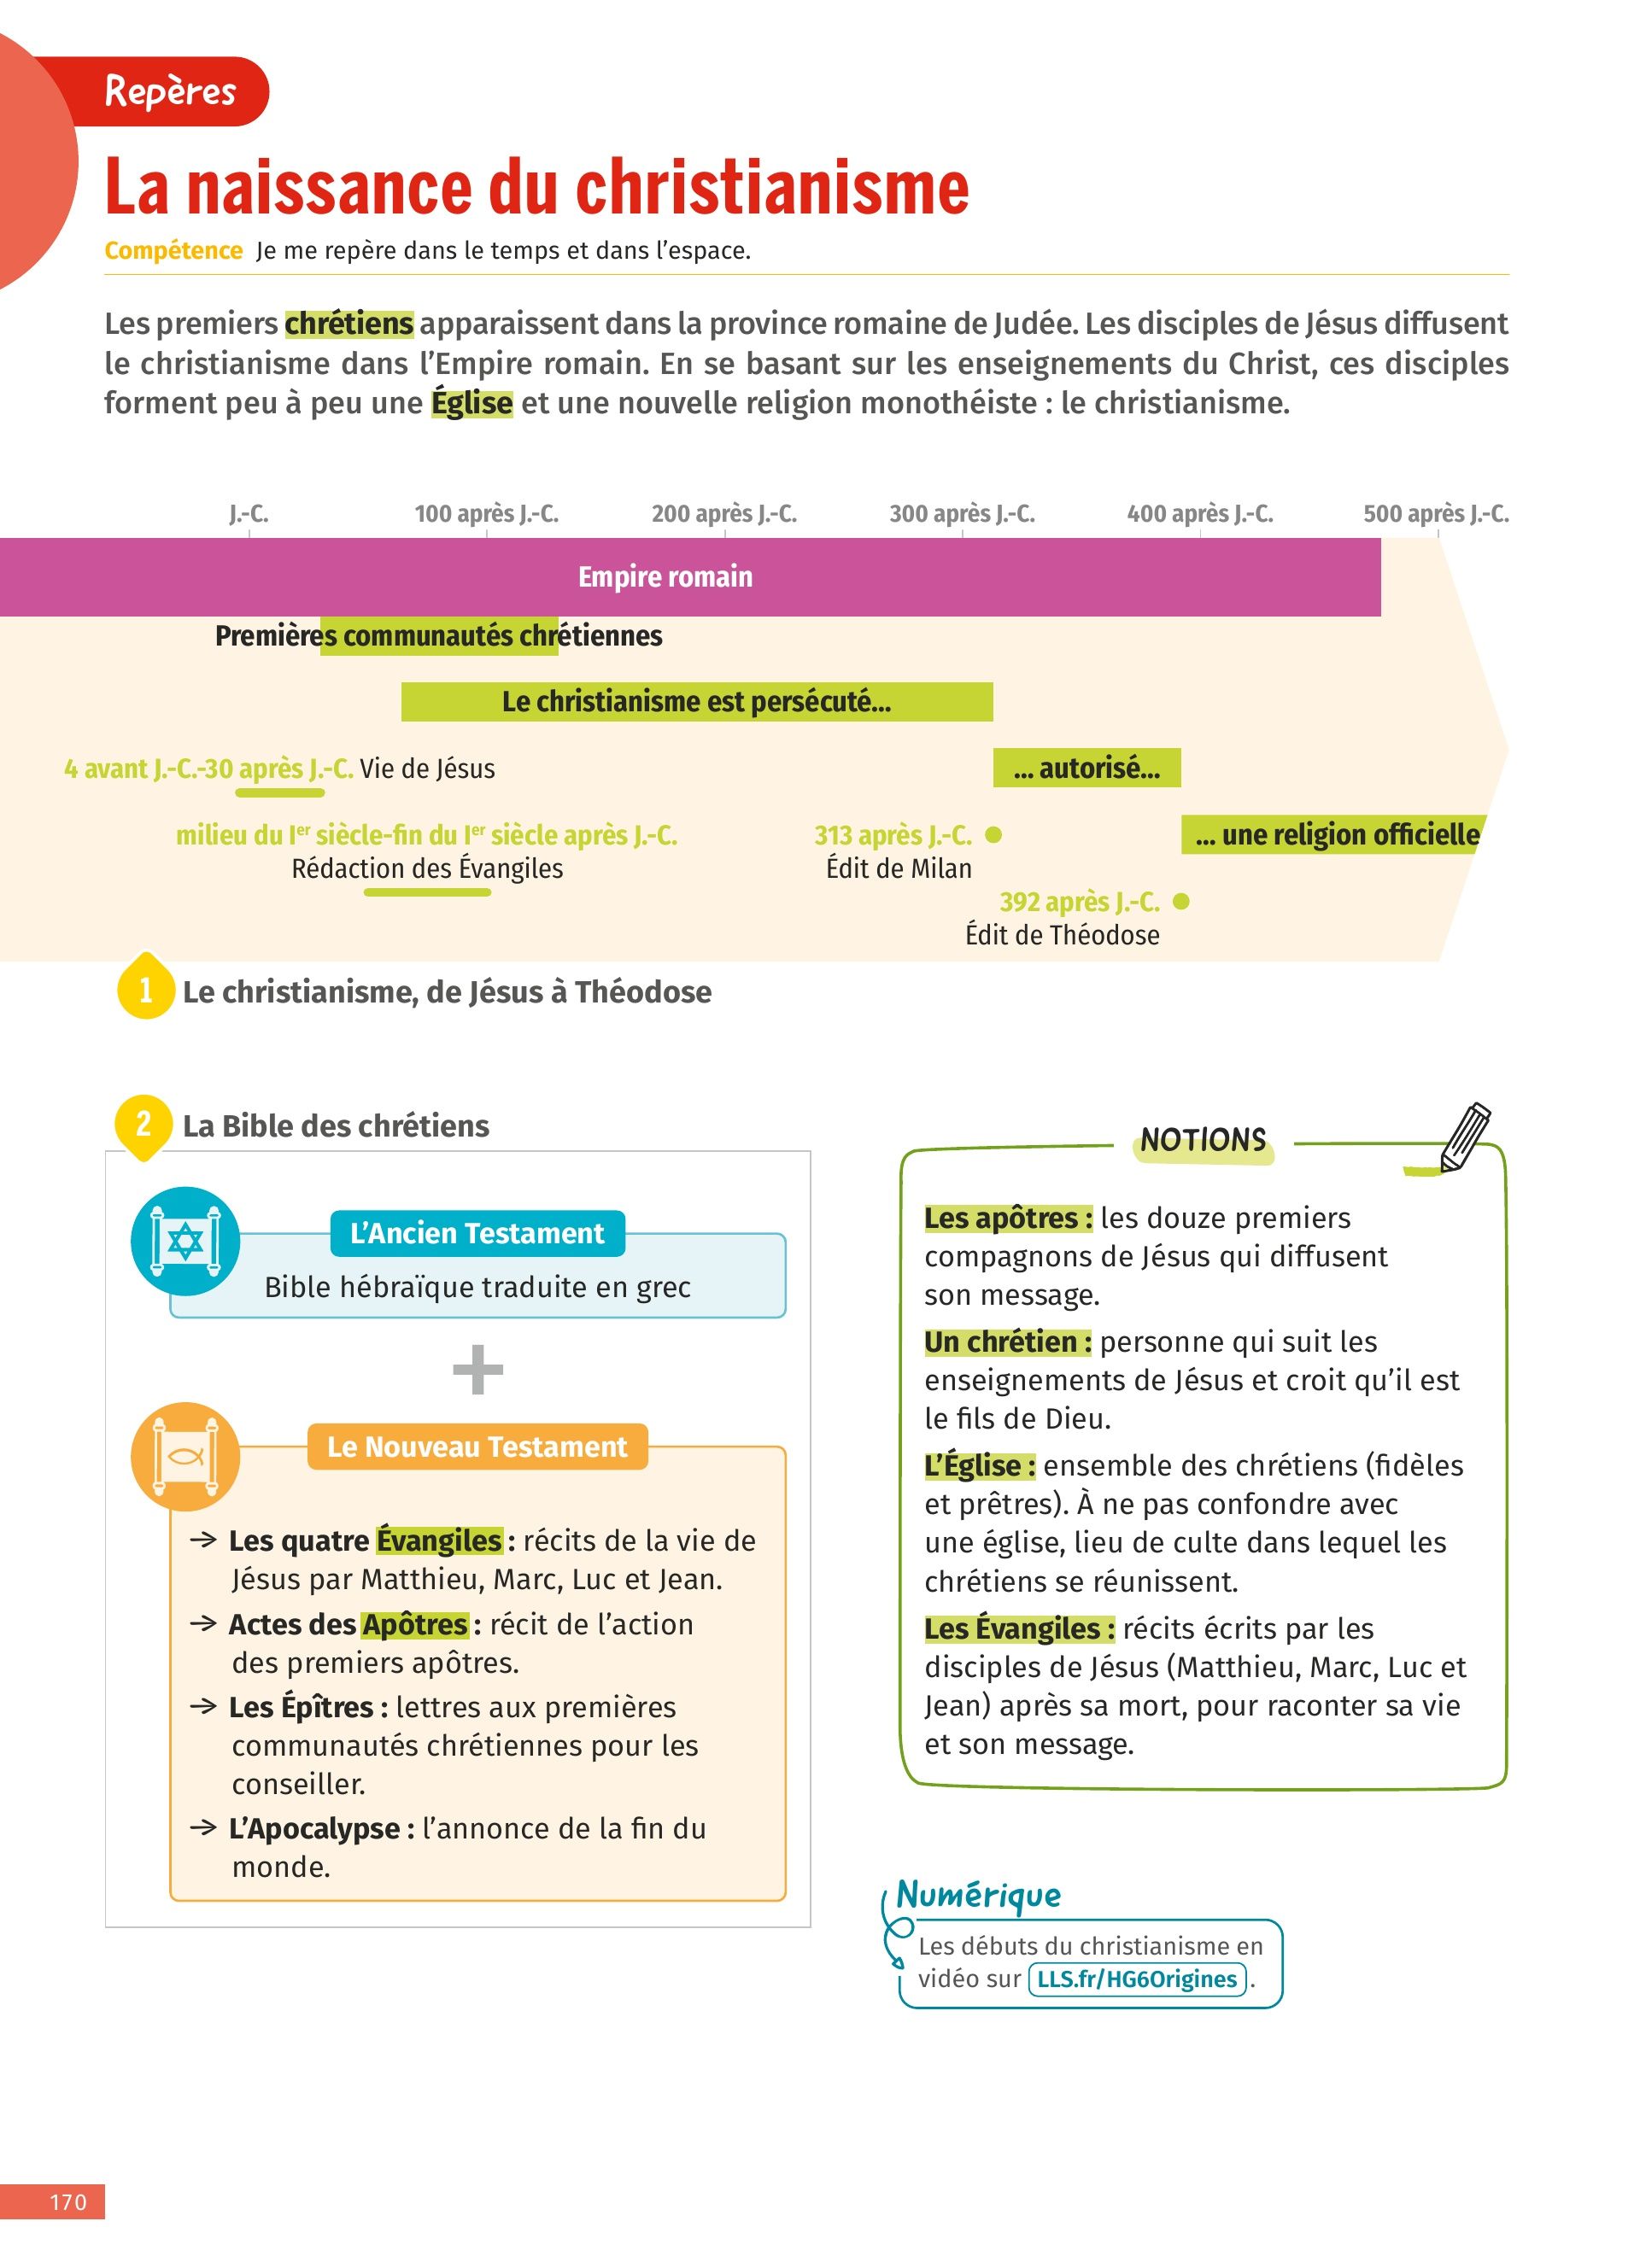 Repères
La naissance du christianisme
Compétence Je me repère dans le temps et dans l'espace.
Les premiers chrétiens apparaissent dans la province romaine de Judée. Les disciples de Jésus diffusent
le christianisme dans l'Empire romain. En se basant sur les enseignements du Christ, ces disciples
forment peu à peu une Église et une nouvelle religion monothéiste : le christianisme.
J.-C. 100 après J.-C. 200 après J.-C. 300 après J.-C. 400 après J.-C. 500 après J.-C.
Empire romain
Premières communautés chrétiennes
Le christianisme est persécuté...
4 avant J.-C.-30 après J.-C. Vie de Jésus
... autorisé...
milieu du Ier siècle-fin du Ier siècle après J.-C.
Rédaction des Évangiles
313 après J.-C.
Édit de Milan
... une religion officielle
392 après J.-C.
Édit de Théodose
1 Le christianisme, de Jésus à Théodose
2 La Bible des chrétiens
L'Ancien Testament
Bible hébraïque traduite en grec
+
Le Nouveau Testament
→ Les quatre Évangiles : récits de la vie de
Jésus par Matthieu, Marc, Luc et Jean.
→ Actes des Apôtres : récit de l'action
des premiers apôtres.
→ Les Épîtres : lettres aux premières
communautés chrétiennes pour les
conseiller.
→ L'Apocalypse : l'annonce de la fin du
monde.
NOTIONS
Les apôtres : les douze premiers
compagnons de Jésus qui diffusent
son message.
Un chrétien : personne qui suit les
enseignements de Jésus et croit qu'il est
le fils de Dieu.
L'Église : ensemble des chrétiens (fidèles
et prêtres). À ne pas confondre avec
une église, lieu de culte dans lequel les
chrétiens se réunissent.
Les Évangiles : récits écrits par les
disciples de Jésus (Matthieu, Marc, Luc et
Jean) après sa mort, pour raconter sa vie
et son message.
Numérique
Les débuts du christianisme en
vidéo sur LLS.fr/HG6Origines .
170